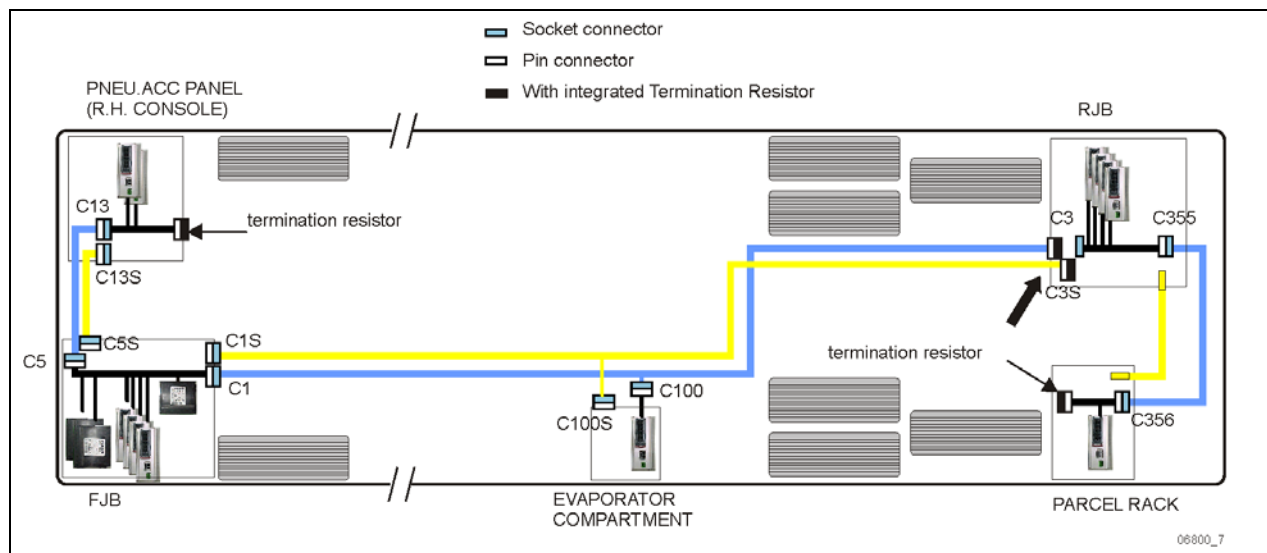 Socket connector
Pin connector
With integrated Termination Resistor
PNEU.ACC PANEL
(R.H. CONSOLE)
RJB
C13
termination resistor
C3
C355
C13S
C3S
C5
C5S
C1S
C1
termination resistor
C100
C100S
C356
FJB
EVAPORATOR
COMPARTMENT
PARCEL RACK
06800_7